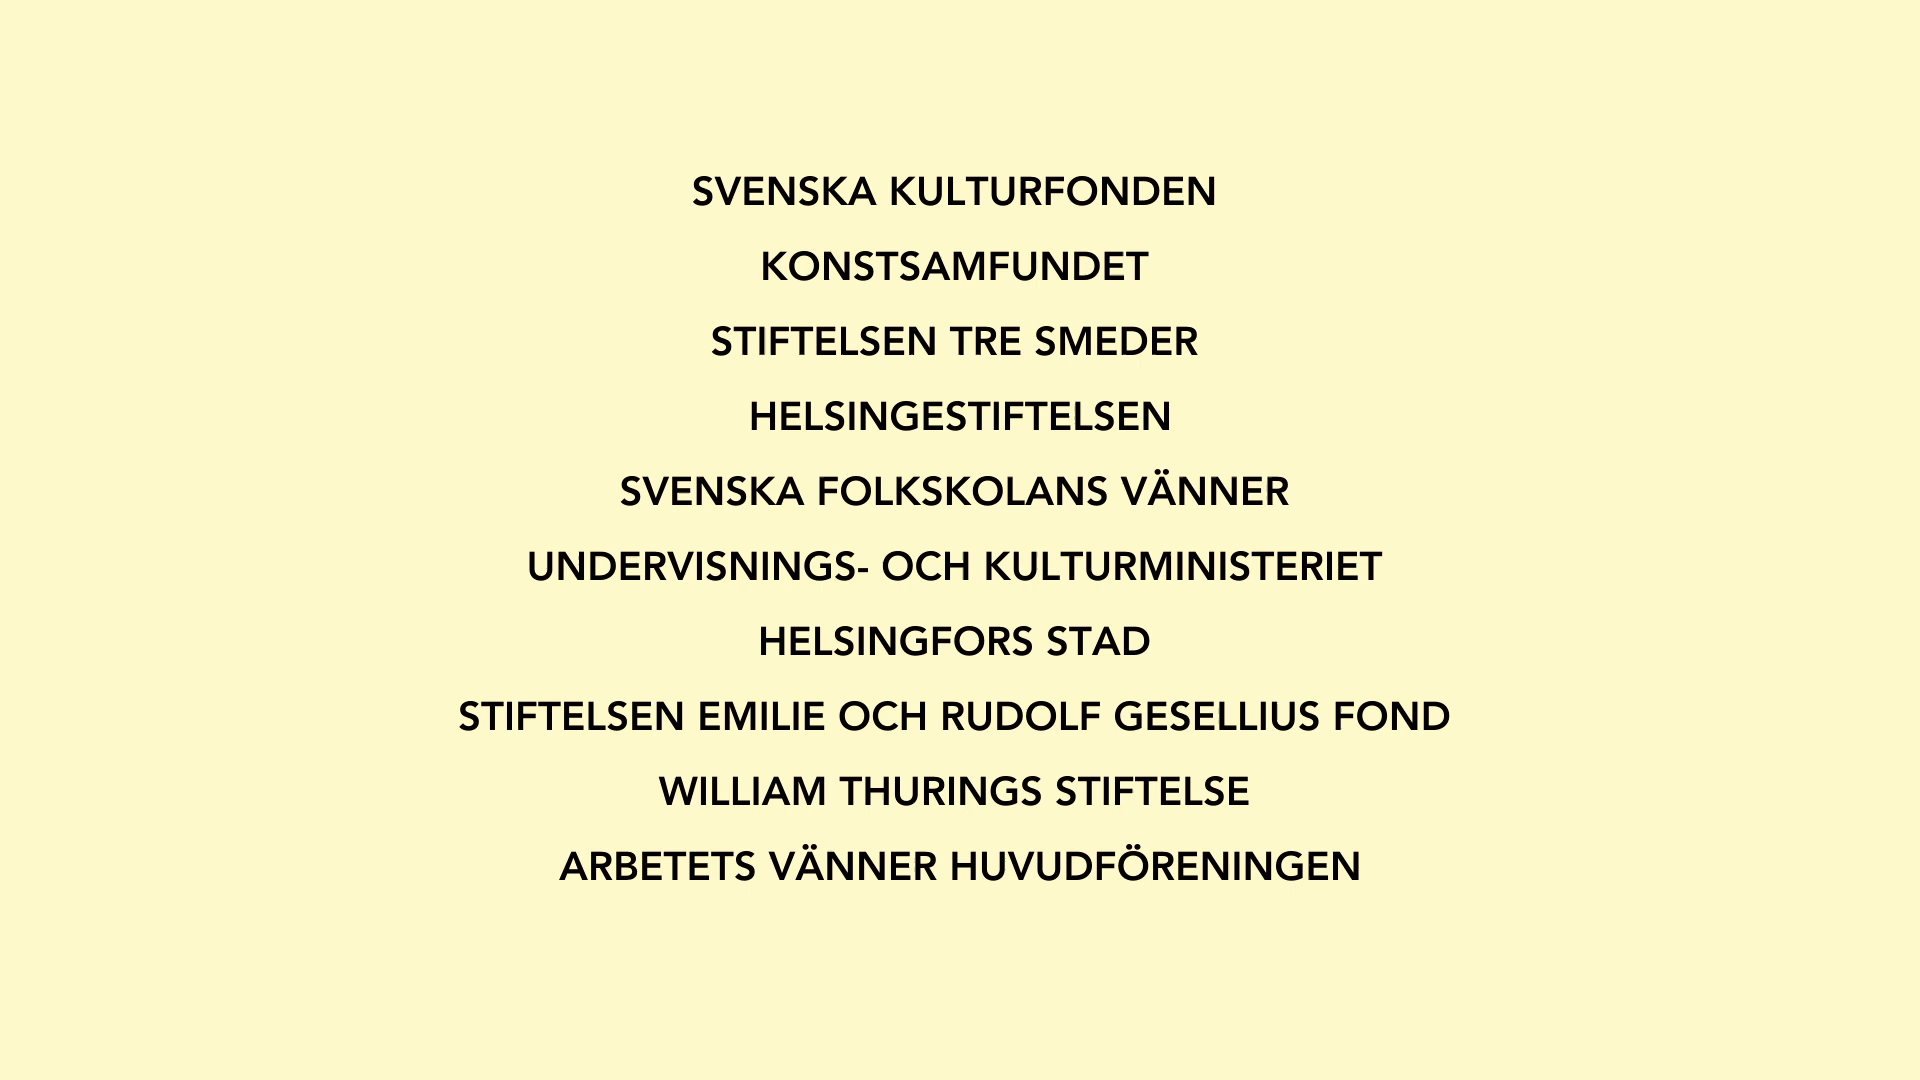 SVENSKA KULTURFONDEN
KONSTSAMFUNDET
STIFTELSEN TRE SMEDER
HELSINGESTIFTELSEN
SVENSKA FOLKSKOLANS VÄNNER
UNDERVISNINGS- OCH KULTURMINISTERIET
HELSINGFORS STAD
STIFTELSEN EMILIE OCH RUDOLF GESELLIUS FOND
WILLIAM THURINGS STIFTELSE
ARBETETS VÄNNER HUVUDFÖRENINGEN